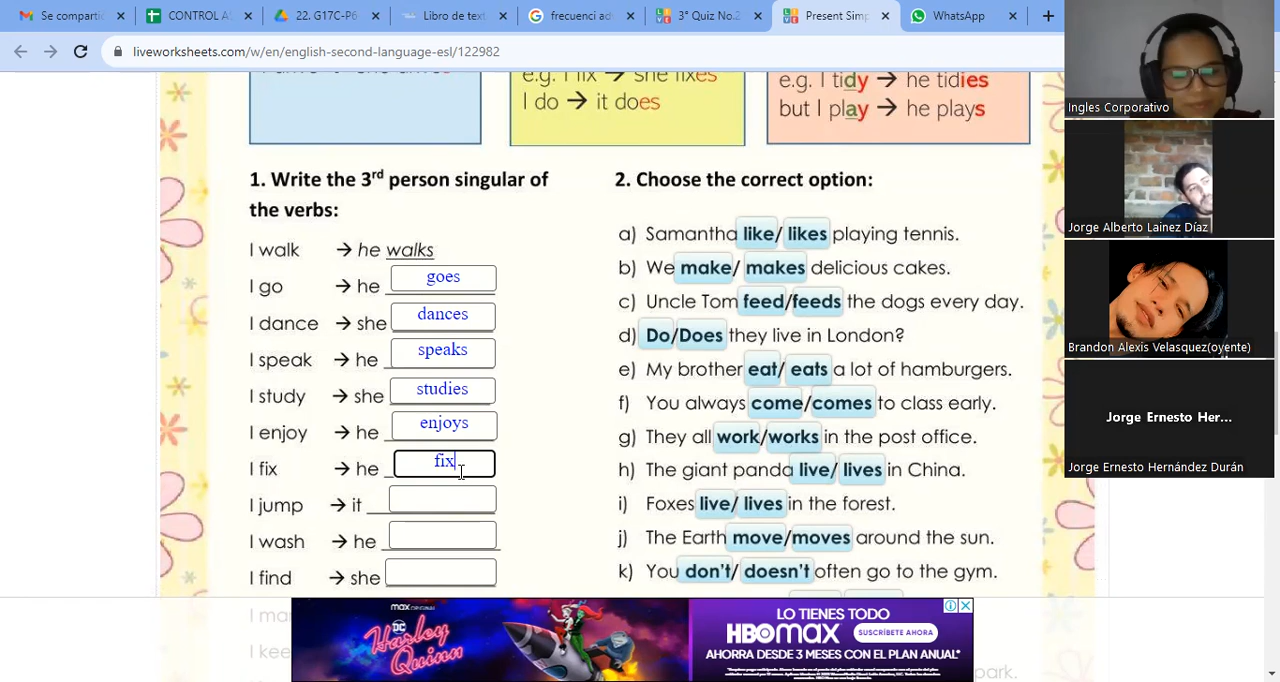 Se comparti
CONTROL A
22. G17C-P6
Libro de tex
frecuenci ad
3° Quiz No.2
Present Simp
WhatsApp
liveworksheets.com/w/en/english-second-language-esl/122982
e.g. I fix → she fixes
I do → it does
e.g. I tidy → he tidies
but I play → he plays
1. Write the 3rd person singular of
the verbs:
I walk → he walks
I go → he goes
I dance → she dances
I speak → he speaks
I study → she studies
I enjoy → he enjoys
I fix → he fix
I jump → it
I wash → he
I find → she
2. Choose the correct option:
a) Samantha like/ likes playing tennis.
b) We make/ makes delicious cakes.
c) Uncle Tom feed/feeds the dogs every day.
d) Do/Does they live in London?
e) My brother eat/ eats a lot of hamburgers.
f) You always come/comes to class early.
g) They all work/works in the post office.
h) The giant panda live/ lives in China.
i) Foxes live/ lives in the forest.
j) The Earth move/moves around the sun.
k) You don't/ doesn't often go to the gym.
park.
max ORIGINAL
DC
Harley
Quinn
LO TIENES TODO
HBOmax SUSCRÍBETE AHORA
AHORRA DESDE 3 MESES CON EL PLAN ANUAL*
Ingles Corporativo
Jorge Alberto Lainez Díaz
Brandon Alexis Velasquez(oyente)
Jorge Ernesto Her...
Jorge Ernesto Hernández Durán